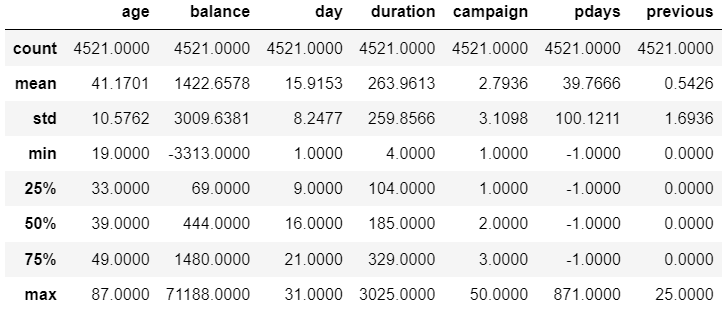 age balance day duration campaign pdays previous
count 4521.0000 4521.0000 4521.0000 4521.0000 4521.0000 4521.0000 4521.0000
mean 41.1701 1422.6578 15.9153 263.9613 2.7936 39.7666 0.5426
std 10.5762 3009.6381 8.2477 259.8566 3.1098 100.1211 1.6936
min 19.0000 -3313.0000 1.0000 4.0000 1.0000 -1.0000 0.0000
25% 33.0000 69.0000 9.0000 104.0000 1.0000 -1.0000 0.0000
50% 39.0000 444.0000 16.0000 185.0000 2.0000 -1.0000 0.0000
75% 49.0000 1480.0000 21.0000 329.0000 3.0000 -1.0000 0.0000
max 87.0000 71188.0000 31.0000 3025.0000 50.0000 871.0000 25.0000